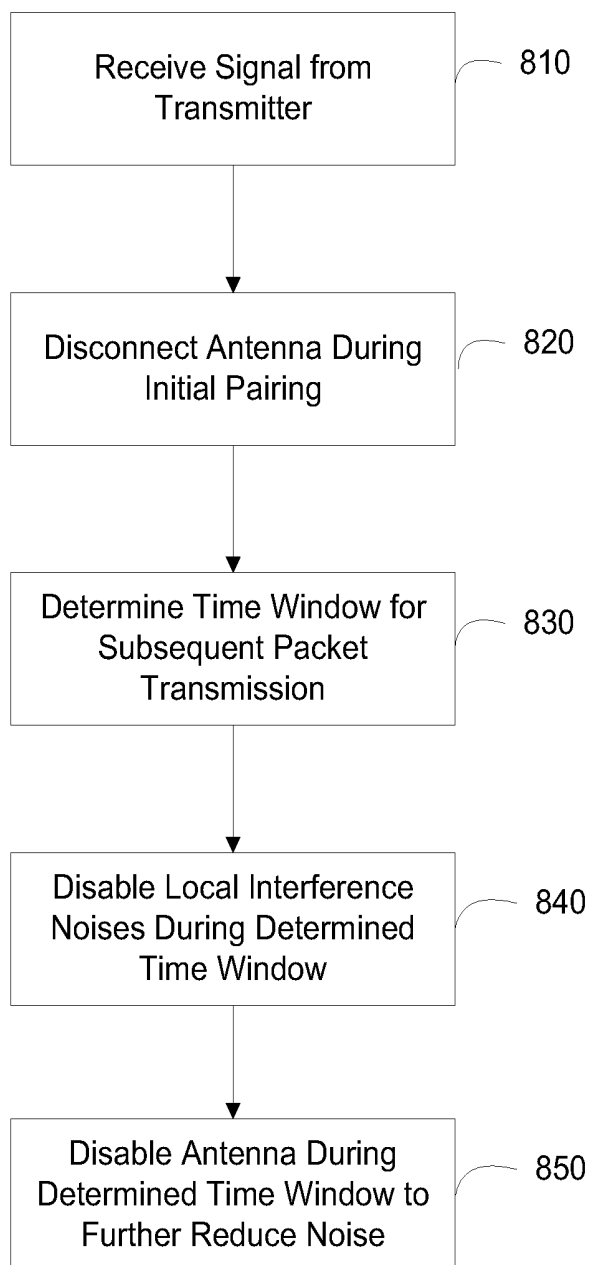 Receive Signal from
Transmitter
810
Disconnect Antenna During
Initial Pairing
820
Determine Time Window for
Subsequent Packet
Transmission
830
Disable Local Interference
Noises During Determined
Time Window
840
Disable Antenna During
Determined Time Window to
Further Reduce Noise
850